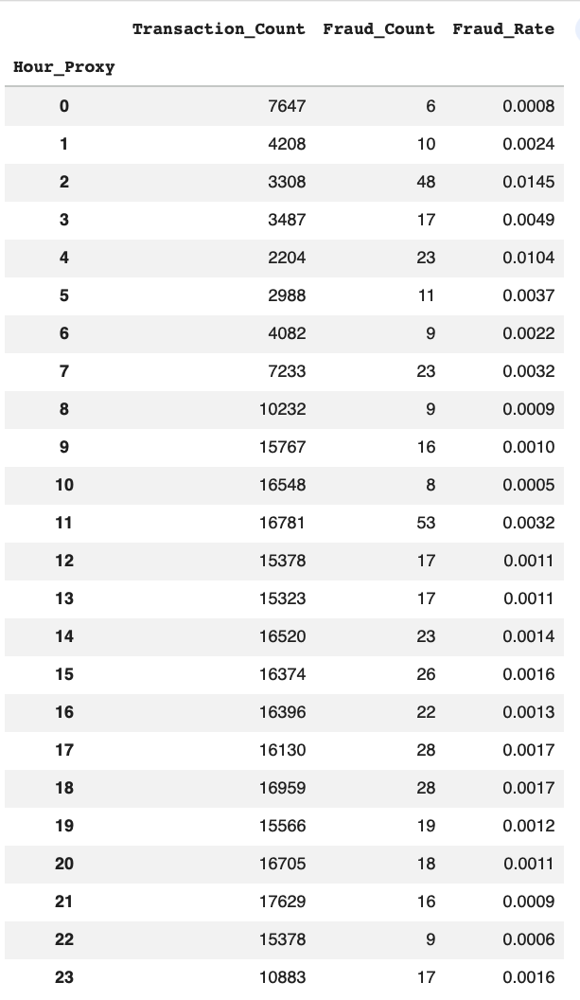 Transaction_Count Fraud_Count Fraud_Rate
Hour_Proxy
0 7647 6 0.0008
1 4208 10 0.0024
2 3308 48 0.0145
3 3487 17 0.0049
4 2204 23 0.0104
5 2988 11 0.0037
6 4082 9 0.0022
7 7233 23 0.0032
8 10232 9 0.0009
9 15767 16 0.0010
10 16548 8 0.0005
11 16781 53 0.0032
12 15378 17 0.0011
13 15323 17 0.0011
14 16520 23 0.0014
15 16374 26 0.0016
16 16396 22 0.0013
17 16130 28 0.0017
18 16959 28 0.0017
19 15566 19 0.0012
20 16705 18 0.0011
21 17629 16 0.0009
22 15378 9 0.0006
23 10883 17 0.0016